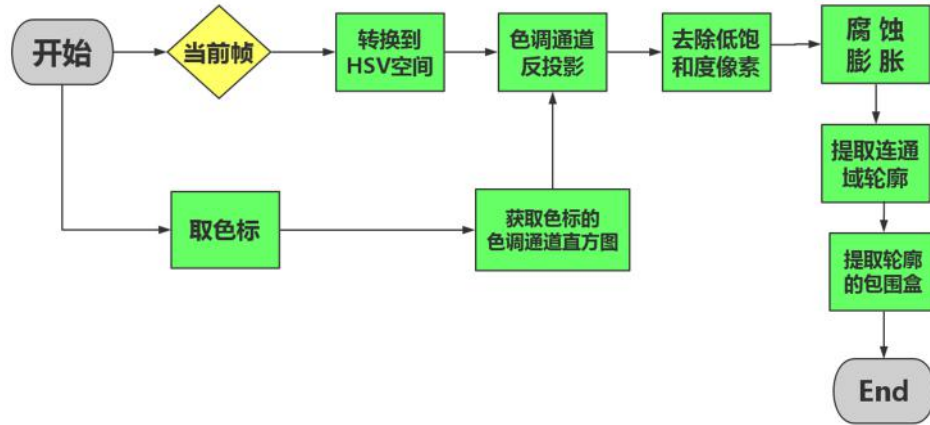 开始
当前帧
转换到
HSV空间
色调通道
反投影
去除低饱
和度像素
腐 蚀
膨 胀
提取连通
域轮廓
取色标
获取色标的
色调通道直方图
提取轮廓
的包围盒
End